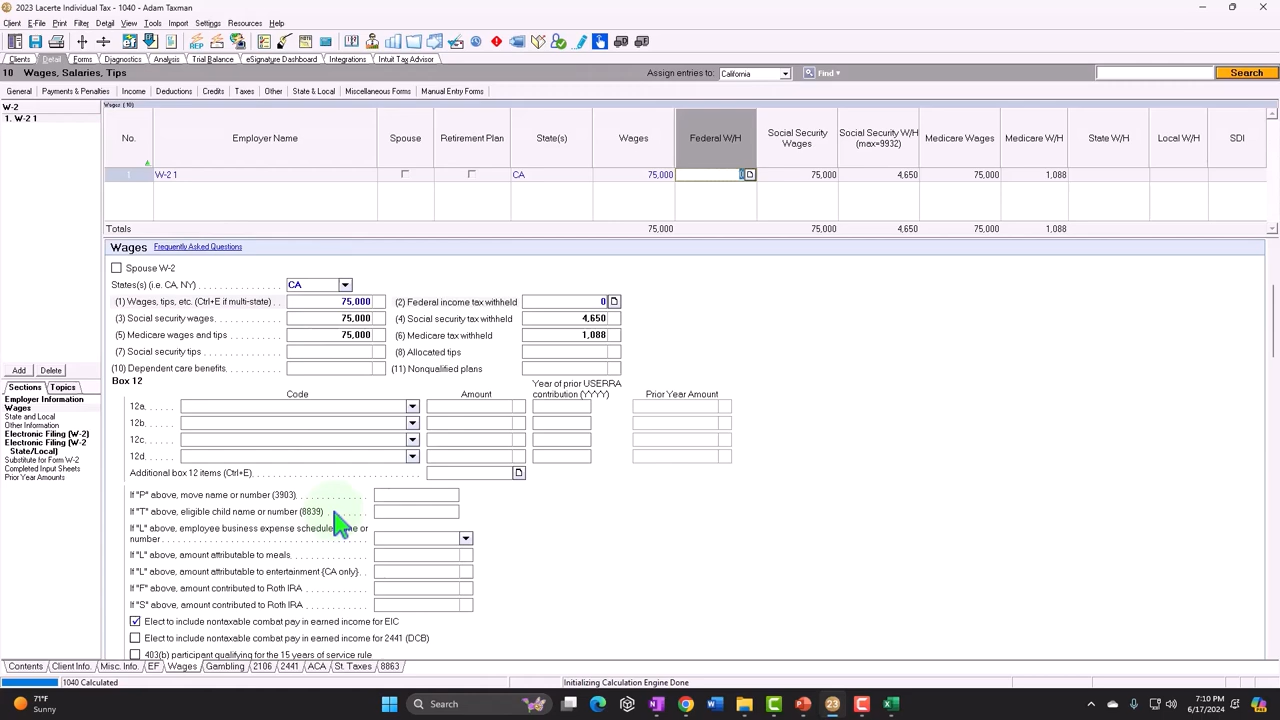 2023 Lacerte Individual Tax - 1040 - Adam Taxman
Client E-File Print Filter Detail View Tools Import Settings Resources Help
Clients Detail Forms Diagnostics Analysis Trial Balance eSignature Dashboard Integrations Intuit Tax Advisor
10 Wages, Salaries, Tips Assign entries to: California Find Search
General Payments & Penalties Income Deductions Credits Taxes Other State & Local Miscellaneous Forms Manual Entry Forms
W-2
1. W-2 1
Wages (10)
No. Employer Name Spouse Retirement Plan State(s) Wages Federal W/H Social Security Wages Social Security W/H (max=9932) Medicare Wages Medicare W/H State W/H Local W/H SDI
1 W-2 1 CA 75,000 0 75,000 4,650 75,000 1,088
Totals 75,000 75,000 4,650 75,000 1,088
Wages Frequently Asked Questions
Spouse W-2
States(s) (i.e. CA, NY) CA
(1) Wages, tips, etc. (Ctrl+E if multi-state) 75,000 (2) Federal income tax withheld 0
(3) Social security wages 75,000 (4) Social security tax withheld 4,650
(5) Medicare wages and tips 75,000 (6) Medicare tax withheld 1,088
(7) Social security tips (8) Allocated tips
(10) Dependent care benefits (11) Nonqualified plans
Box 12
Code Amount Year of prior USERRA contribution (YYYY) Prior Year Amount
12a
12b
12c
12d
Additional box 12 items (Ctrl+E)
If "P" above, move name or number (3903)
If "T" above, eligible child name or number (8839)
If "L" above, employee business expense schedule name or
number
If "L" above, amount attributable to meals
If "L" above, amount attributable to entertainment {CA only}
If "F" above, amount contributed to Roth IRA
If "S" above, amount contributed to Roth IRA
Elect to include nontaxable combat pay in earned income for EIC
Elect to include nontaxable combat pay in earned income for 2441 (DCB)
403(b) participant qualifying for the 15 years of service rule
Add Delete
Sections Topics
Employer Information
Wages
State and Local
Other Information
Electronic Filing (W-2)
Electronic Filing (W-2
State/Local)
Substitute for Form W-2
Completed Input Sheets
Prior Year Amounts
Contents Client Info. Misc. Info. EF Wages Gambling 2106 2441 ACA St. Taxes 8863
1040 Calculated Initializing Calculation Engine Done
71°F
Sunny
Search
23
7:10 PM
6/17/2024